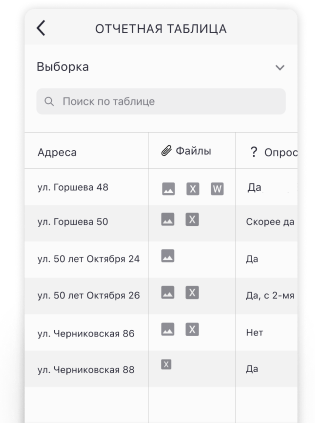 ОТЧЕТНАЯ ТАБЛИЦА
Выборка
Поиск по таблице
Адреса Файлы ? Опрос
ул. Горшева 48 X W Да
ул. Горшева 50 X Скорее да
ул. 50 лет Октября 24 Да
ул. 50 лет Октября 26 X Да, с 2-мя
ул. Черниковская 86 X Нет
ул. Черниковская 88 X Да